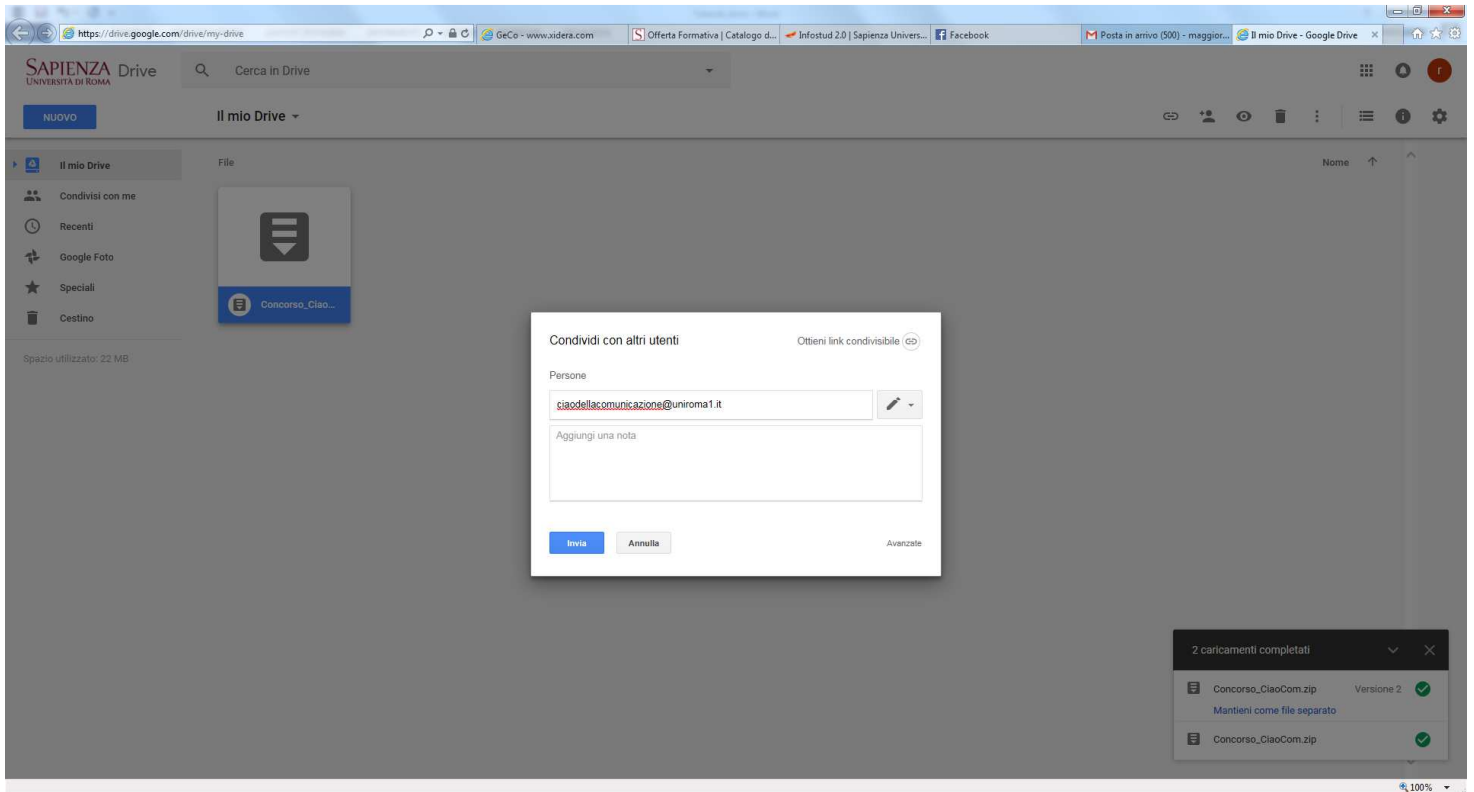 https://drive.google.com/drive/my-drive
GeCo - www.xidera.com
Offerta Formativa | Catalogo d...
Infostud 2.0 | Sapienza Univers...
Facebook
Posta in arrivo (500) - maggior...
Il mio Drive - Google Drive
SAPIENZA
UNIVERSITÀ DI ROMA
Drive
Cerca in Drive
r
NUOVO
Il mio Drive
Il mio Drive
Condivisi con me
Recenti
Google Foto
Speciali
Cestino
Spazio utilizzato: 22 MB
File
Nome
Concorso_Ciao...
Condividi con altri utenti
Ottieni link condivisibile
Persone
ciaodellacomunicazione@uniroma1.it
Aggiungi una nota
Invia
Annulla
Avanzate
2 caricamenti completati
Concorso_CiaoCom.zip
Versione 2
Mantieni come file separato
Concorso_CiaoCom.zip
100%